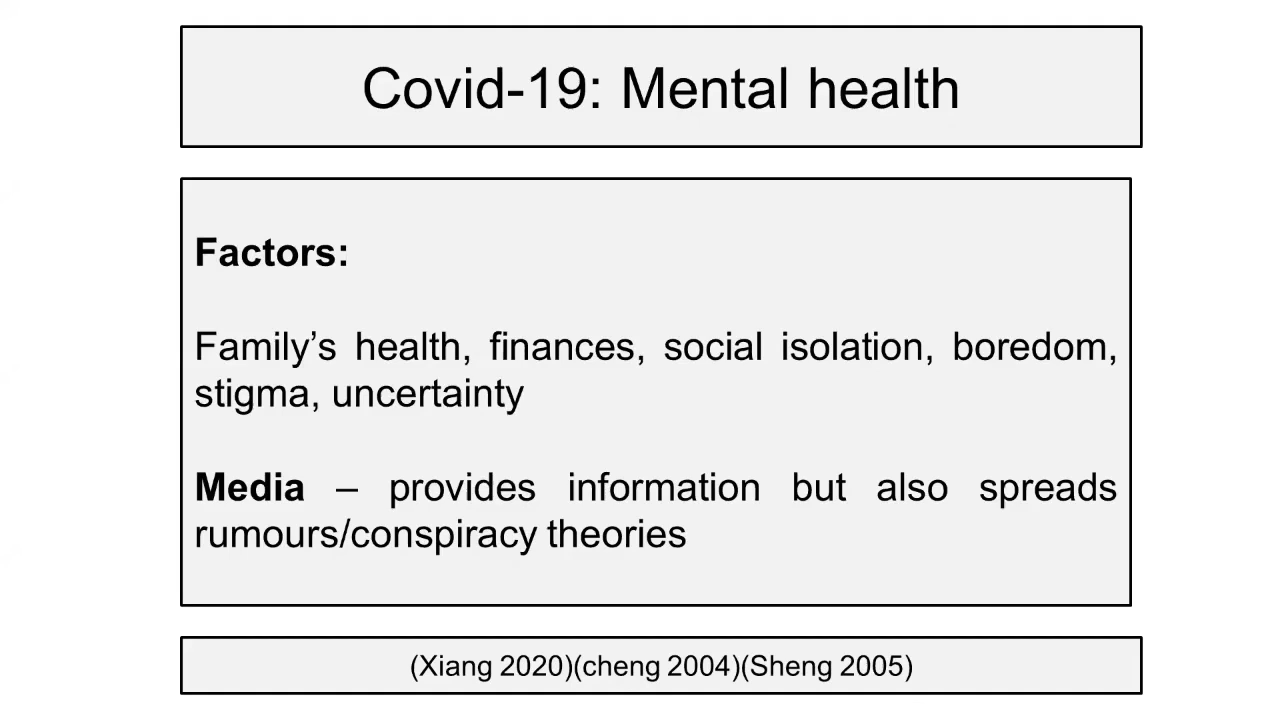 Covid-19: Mental health
Factors:
Family’s health, finances, social isolation, boredom,
stigma, uncertainty
Media – provides information but also spreads
rumours/conspiracy theories
(Xiang 2020)(cheng 2004)(Sheng 2005)